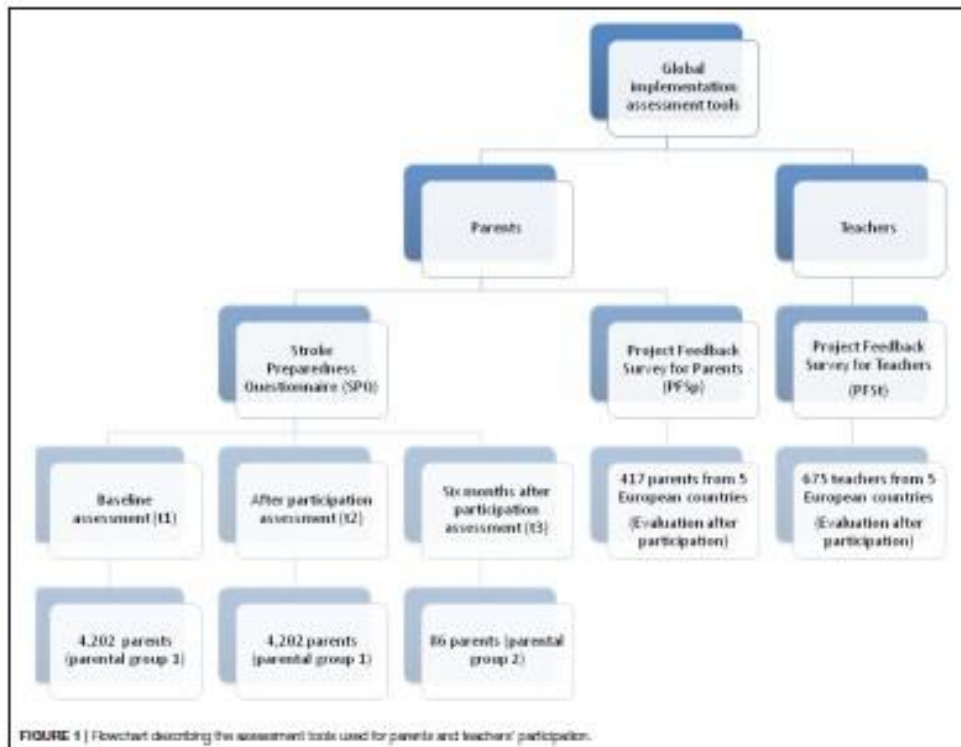 Global
implementation
assessment tools
Parents
Teachers
Stroke
Preparedness
Questionnaire (SPQ)
Project Feedback
Survey for Parents
(PFSp)
Project Feedback
Survey for Teachers
(PFSt)
Baseline
assessment (t1)
After participation
assessment (t2)
Six months after
participation
assessment (t3)
417 parents from 5
European countries
(Evaluation after
participation)
675 teachers from 5
European countries
(Evaluation after
participation)
4,202 parents
(parental group 1)
4,202 parents
(parental group 1)
86 parents (parental
group 2)
FIGURE 1 | Flowchart describing the assessment tools used for parents and teachers' participation.